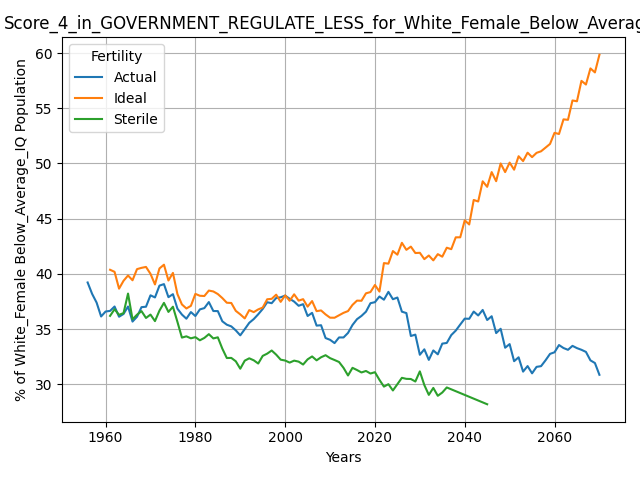 Score_4_in_GOVERNMENT_REGULATE_LESS_for_White_Female_Below_Averag
60
55
50
45
40
35
30
% of White_Female Below_Average_IQ Population
Fertility
Actual
Ideal
Sterile
1960 1980 2000 2020 2040 2060
Years